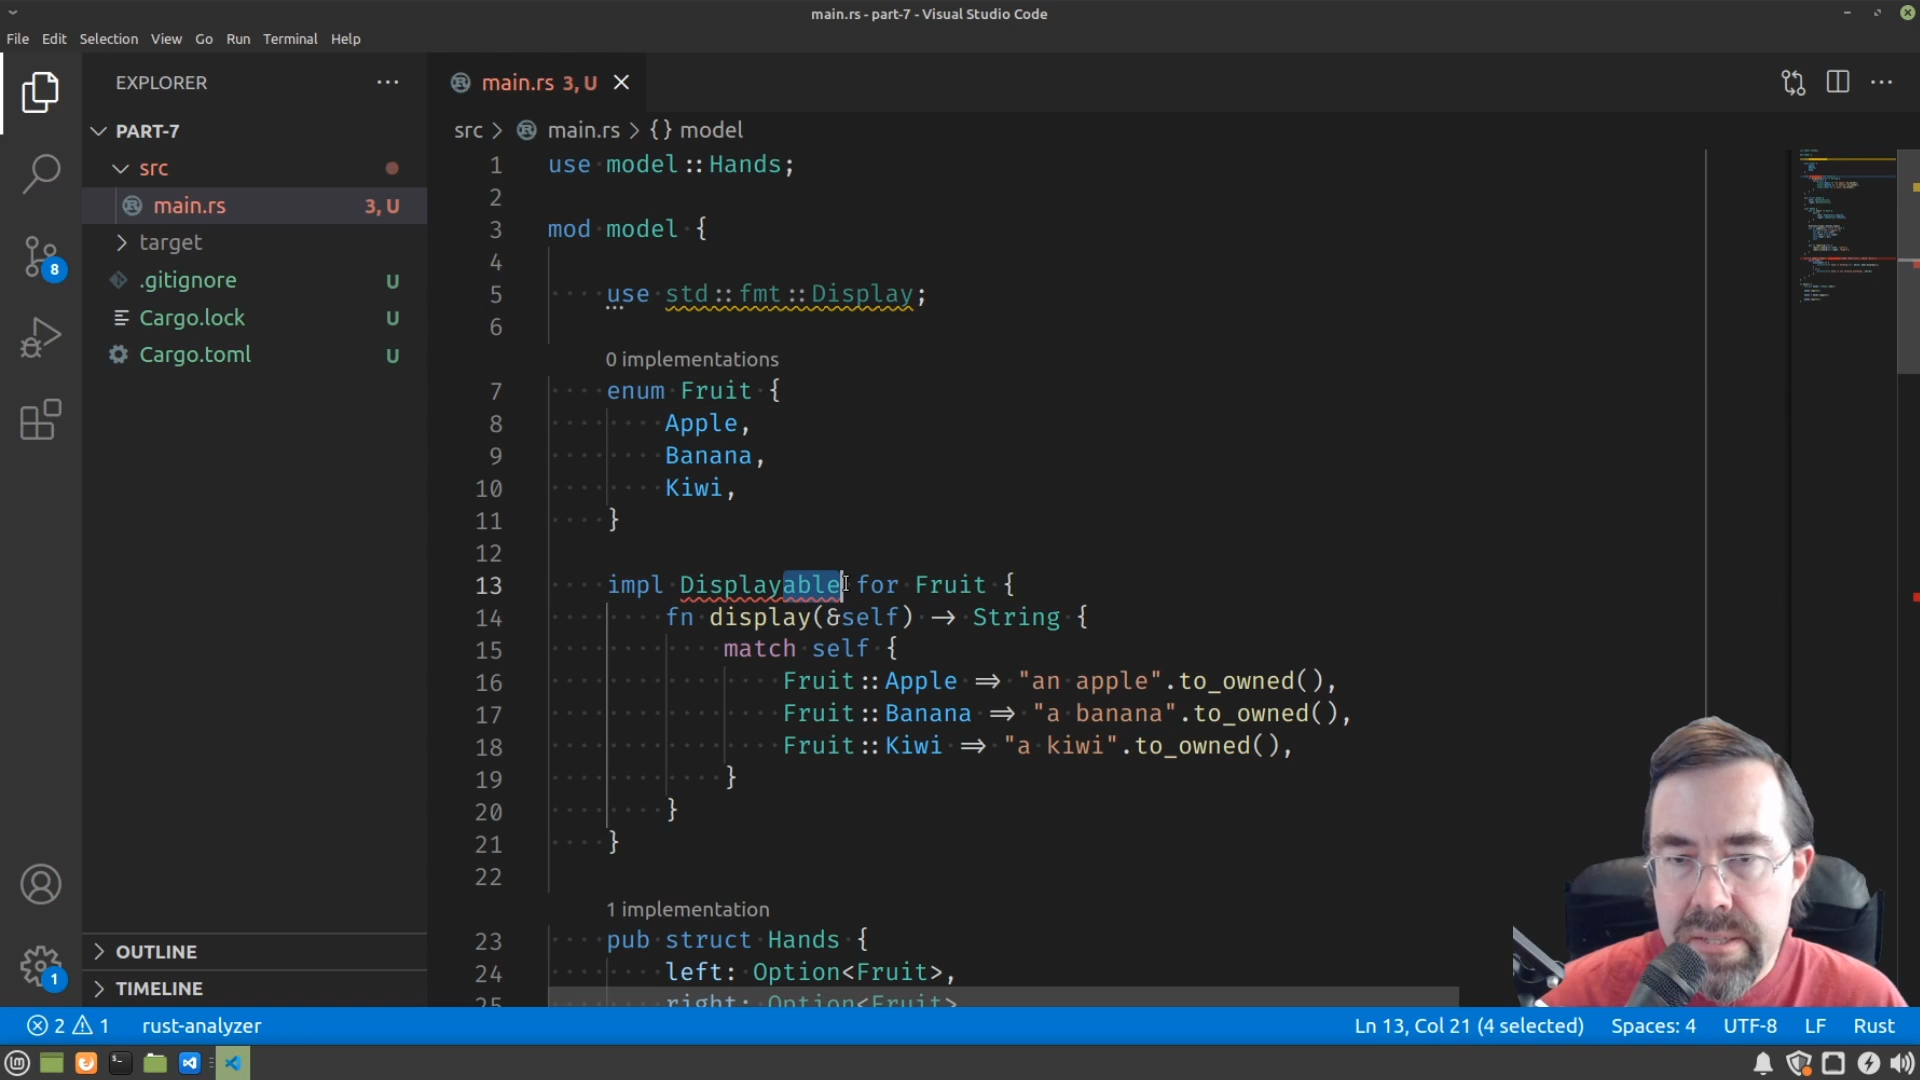 main.rs - part-7 - Visual Studio Code
File Edit Selection View Go Run Terminal Help
EXPLORER
main.rs 3, U
PART-7
src > main.rs > {} model
src
main.rs 3, U
target
.gitignore U
Cargo.lock U
Cargo.toml U
8
1 use model::Hands;
2
3 mod model {
4
5 use std::fmt::Display;
6
0 implementations
7 enum Fruit {
8 Apple,
9 Banana,
10 Kiwi,
11 }
12
13 impl Displayable for Fruit {
14 fn display(&self) -> String {
15 match self {
16 Fruit::Apple => "an apple".to_owned(),
17 Fruit::Banana => "a banana".to_owned(),
18 Fruit::Kiwi => "a kiwi".to_owned(),
19 }
20 }
21 }
22
1 implementation
23 pub struct Hands {
24 left: Option<Fruit>,
25 right: Option<Fruit>
OUTLINE
1
TIMELINE
2 1 rust-analyzer
Ln 13, Col 21 (4 selected) Spaces: 4 UTF-8 LF Rust